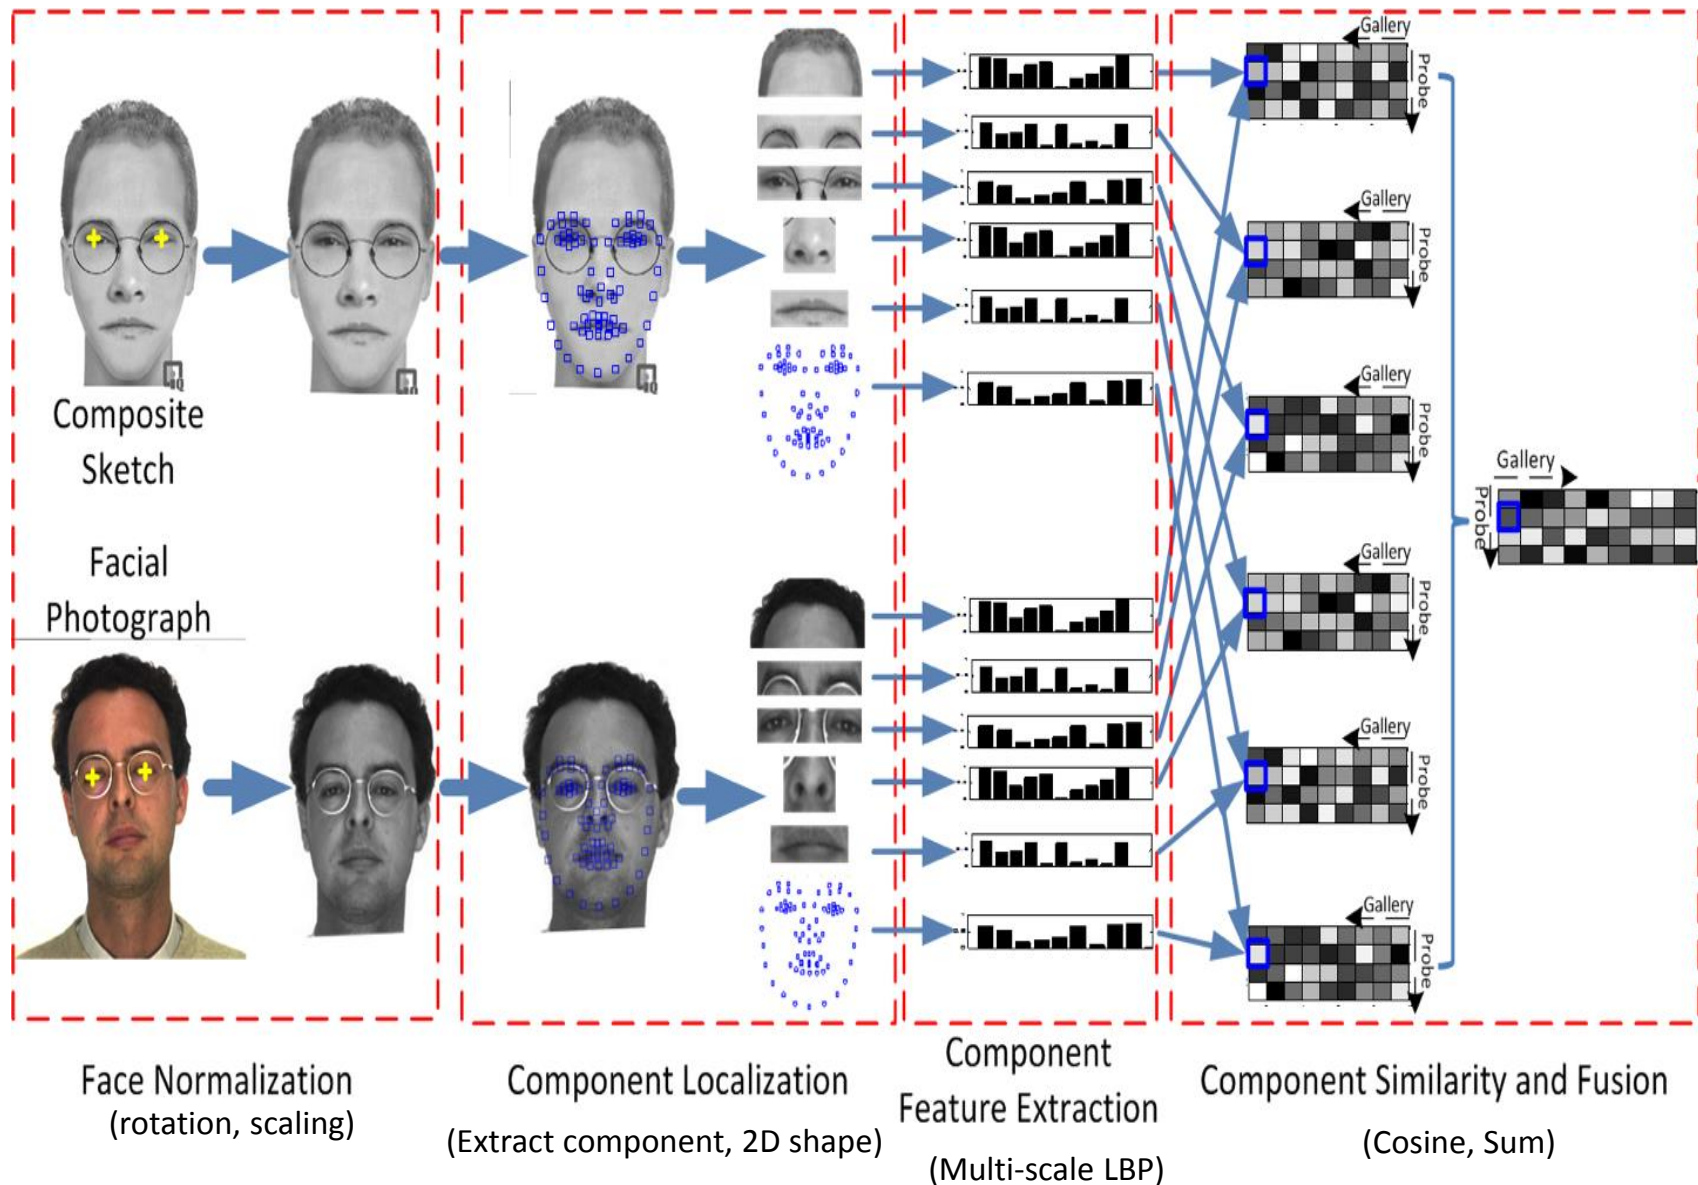 Composite
Sketch
Facial
Photograph
Gallery
Probe
Gallery
Probe
Gallery
Probe
Gallery
Probe
Gallery
Probe
Gallery
Probe
Gallery
Probe
Face Normalization
(rotation, scaling)
Component Localization
(Extract component, 2D shape)
Component
Feature Extraction
(Multi-scale LBP)
Component Similarity and Fusion
(Cosine, Sum)